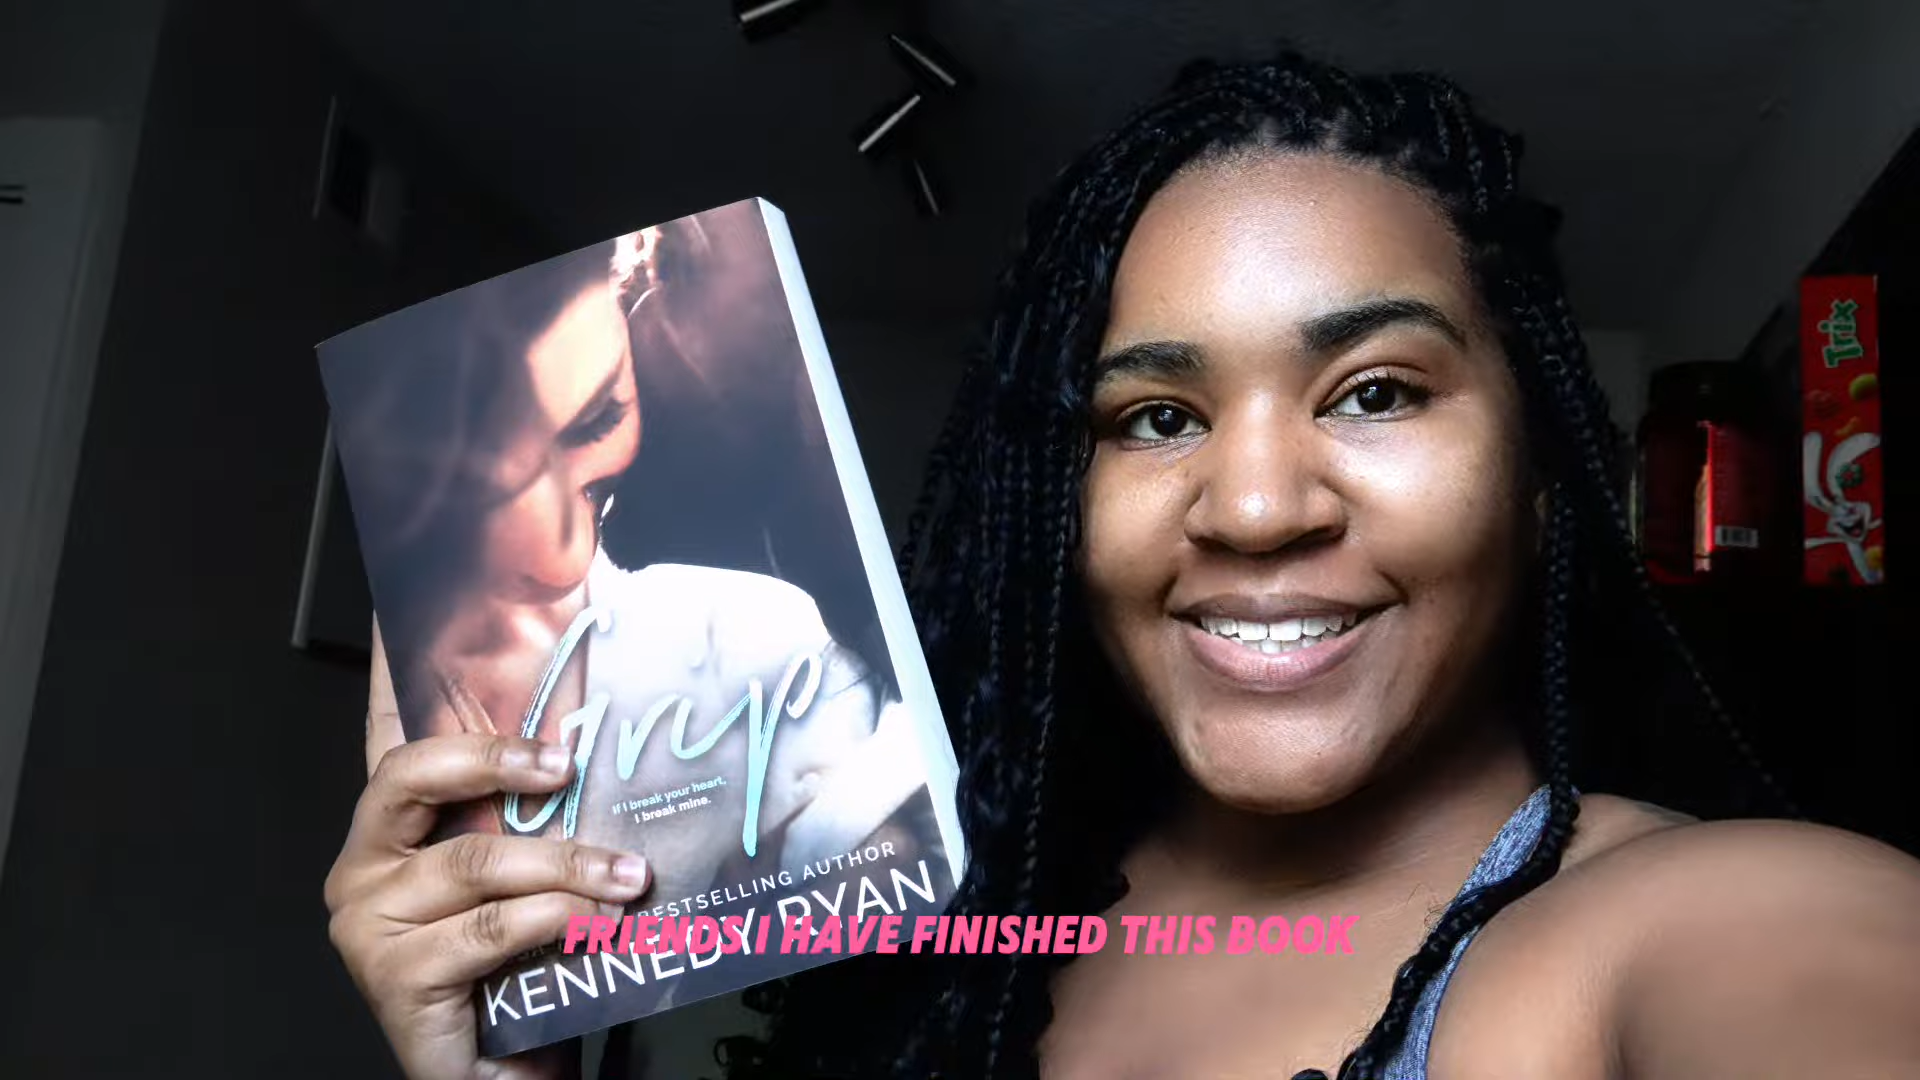 Grip
If I break your heart,
I break mine.
BESTSELLING AUTHOR
KENNEDY RYAN
FRIENDS I HAVE FINISHED THIS BOOK
Trix